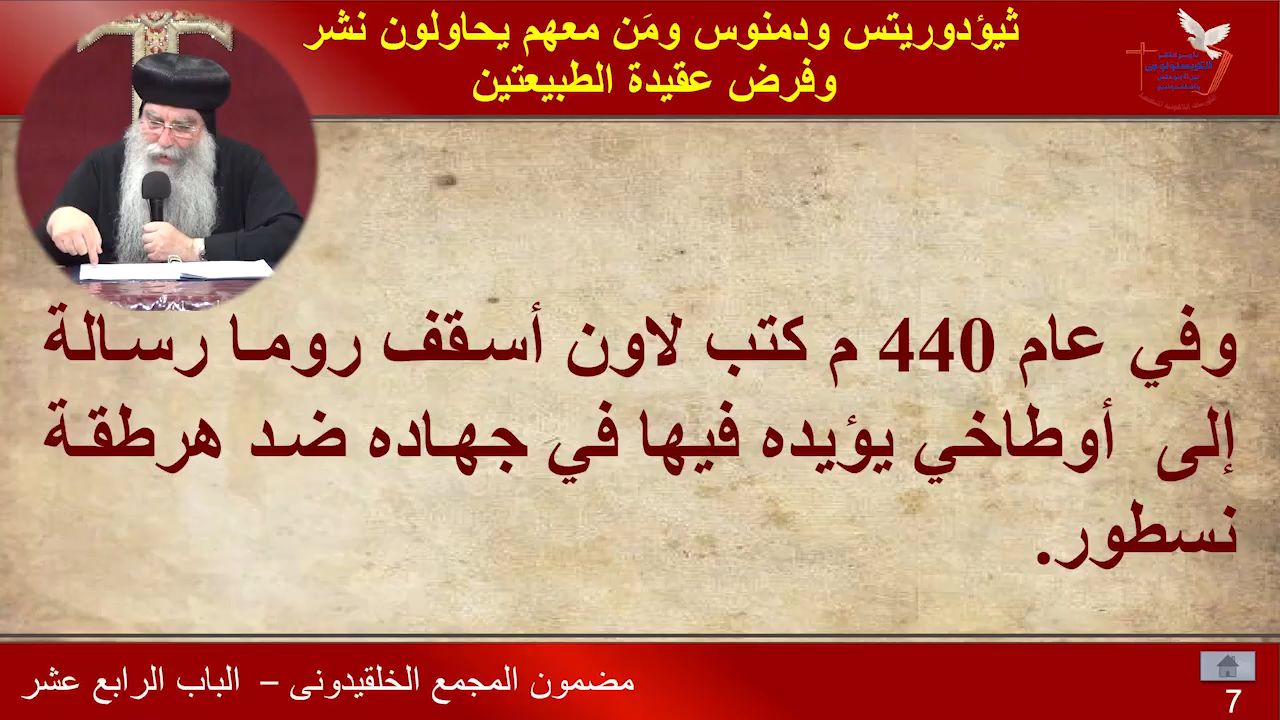 ثيؤدوريتس ودمنوس ومَن معهم يحاولون نشر
وفرض عقيدة الطبيعتين
وفي عام 440 م كتب لاون أسقف روما رسالة
إلى أوطاخي يؤيده فيها في جهاده ضد هرطقة
نسطور.
مضمون المجمع الخلقيدونى – الباب الرابع عشر
7